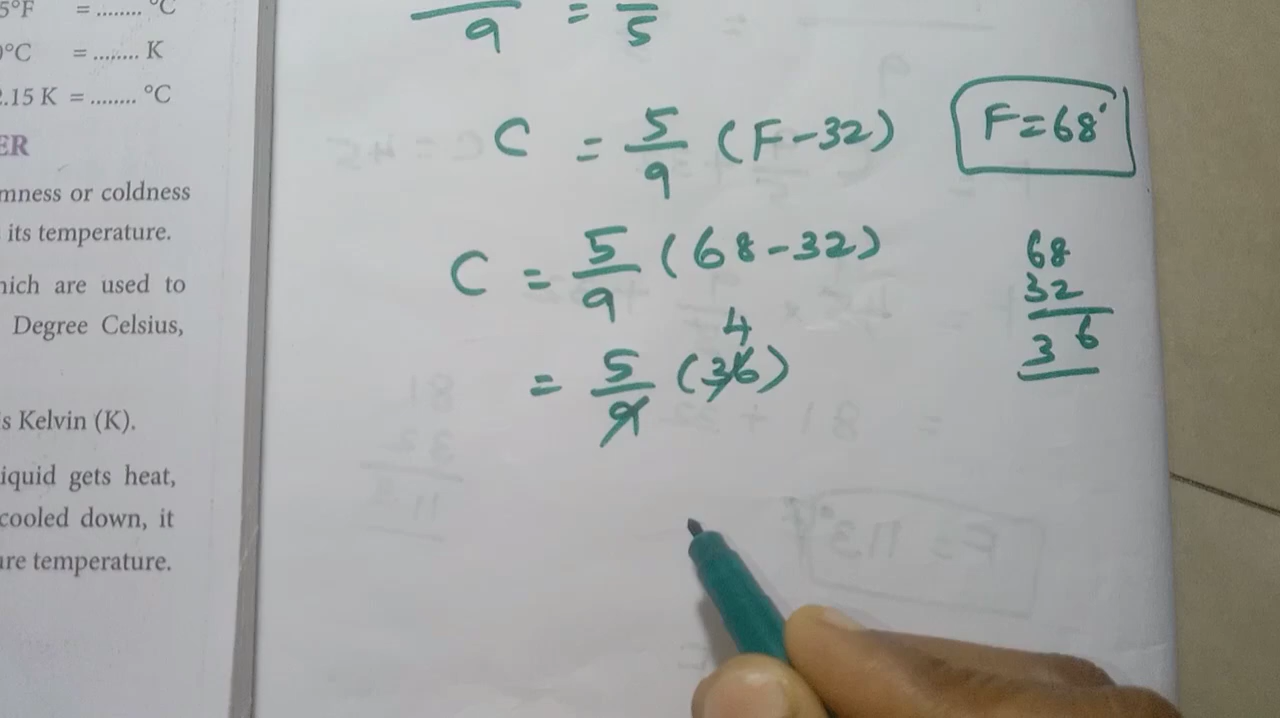 5°F = ........ °C
0°C = ........ K
.15 K = ........ °C
ER
mness or coldness
its temperature.
hich are used to
Degree Celsius,
s Kelvin (K).
iquid gets heat,
cooled down, it
are temperature.
9 = 5
C = 5/9 (F-32)
F=68°
C = 5/9 (68-32)
4
= 5/9 (36)
68
32
36